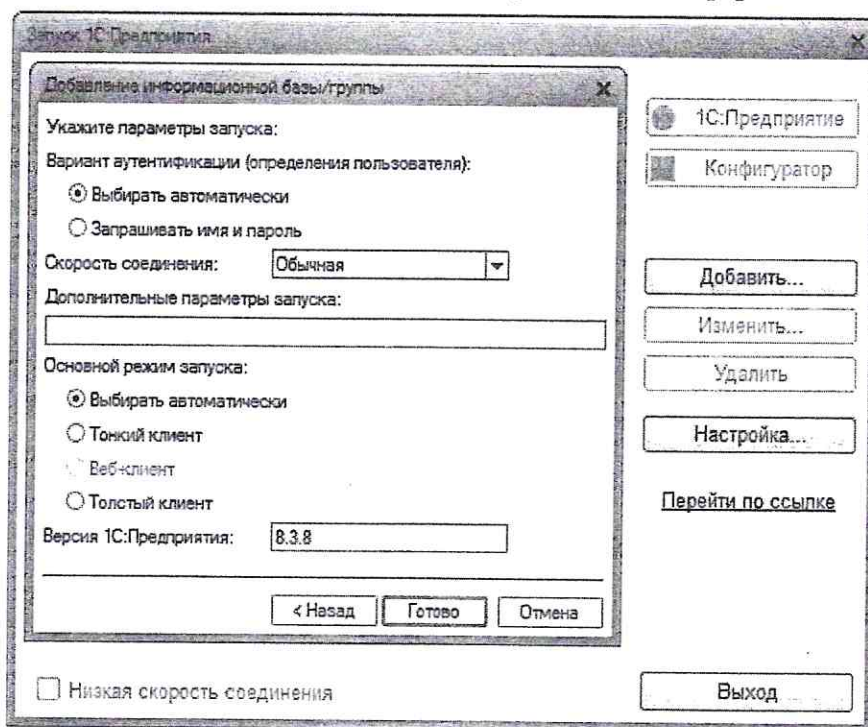 Запуск 1С:Предприятия
Добавление информационной базы/группы
Укажите параметры запуска:
Вариант аутентификации (определения пользователя):
Выбирать автоматически
Запрашивать имя и пароль
Скорость соединения: Обычная
Дополнительные параметры запуска:
Основной режим запуска:
Выбирать автоматически
Тонкий клиент
Веб-клиент
Толстый клиент
Версия 1С:Предприятия: 8.3.8
< Назад Готово Отмена
1С:Предприятие
Конфигуратор
Добавить...
Изменить...
Удалить
Настройка...
Перейти по ссылке
Низкая скорость соединения
Выход